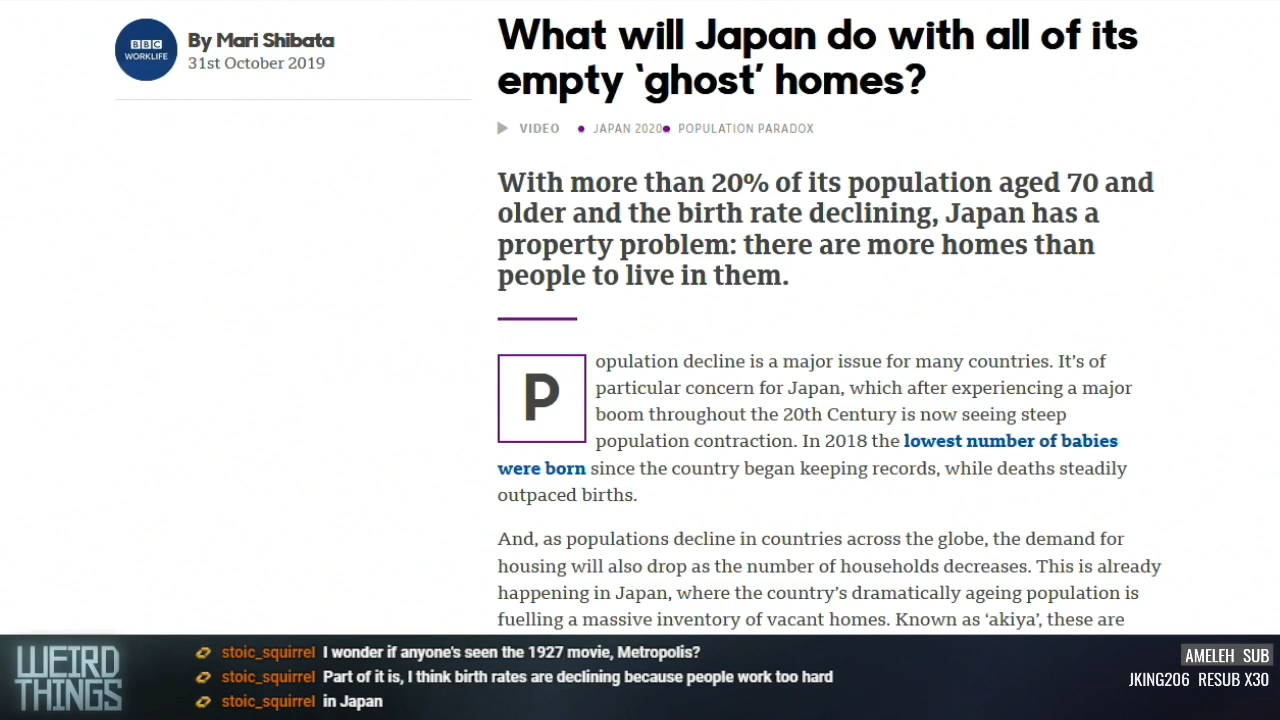 BBC
WORKLIFE
By Mari Shibata
31st October 2019
What will Japan do with all of its
empty ‘ghost’ homes?
VIDEO • JAPAN 2020 • POPULATION PARADOX
With more than 20% of its population aged 70 and
older and the birth rate declining, Japan has a
property problem: there are more homes than
people to live in them.
Population decline is a major issue for many countries. It’s of
particular concern for Japan, which after experiencing a major
boom throughout the 20th Century is now seeing steep
population contraction. In 2018 the lowest number of babies
were born since the country began keeping records, while deaths steadily
outpaced births.
And, as populations decline in countries across the globe, the demand for
housing will also drop as the number of households decreases. This is already
happening in Japan, where the country’s dramatically ageing population is
fuelling a massive inventory of vacant homes. Known as ‘akiya’, these are
WEIRD
THINGS
stoic_squirrel I wonder if anyone's seen the 1927 movie, Metropolis?
stoic_squirrel Part of it is, I think birth rates are declining because people work too hard
stoic_squirrel in Japan
AMELEH SUB
JKING206 RESUB X30